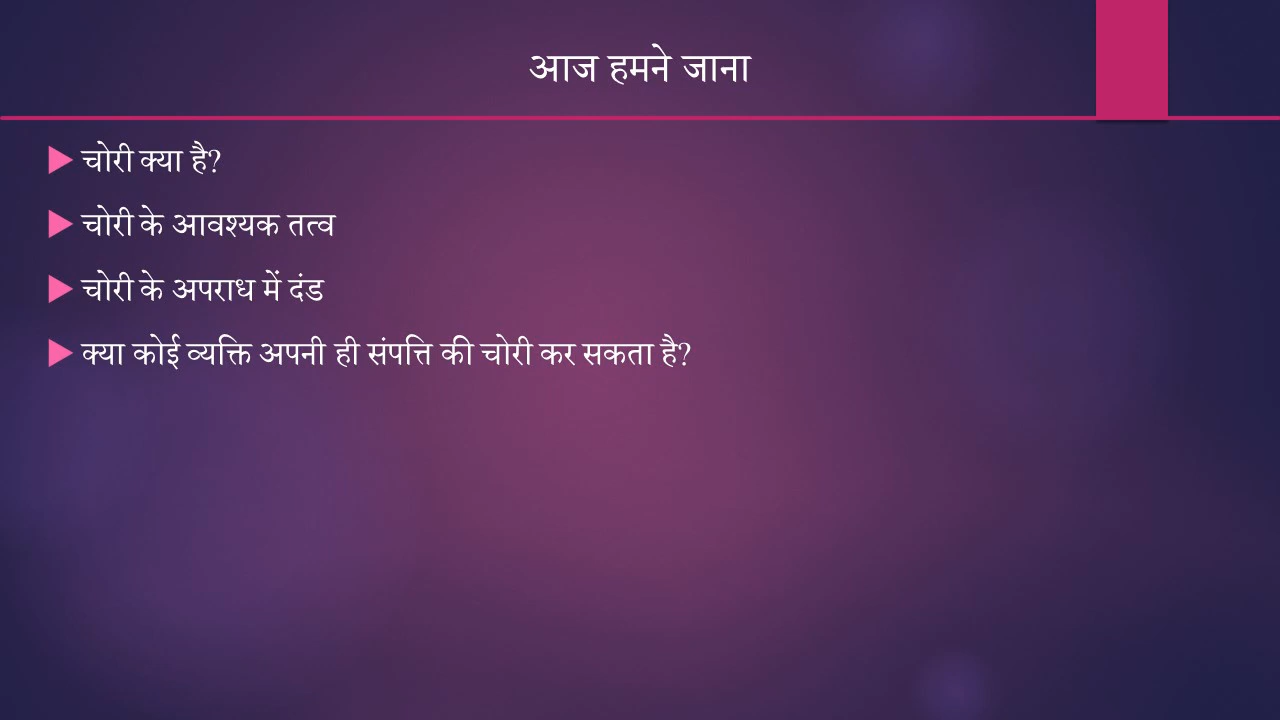 आज हमने जाना
चोरी क्या है?
चोरी के आवश्यक तत्व
चोरी के अपराध में दंड
क्या कोई व्यक्ति अपनी ही संपत्ति की चोरी कर सकता है?